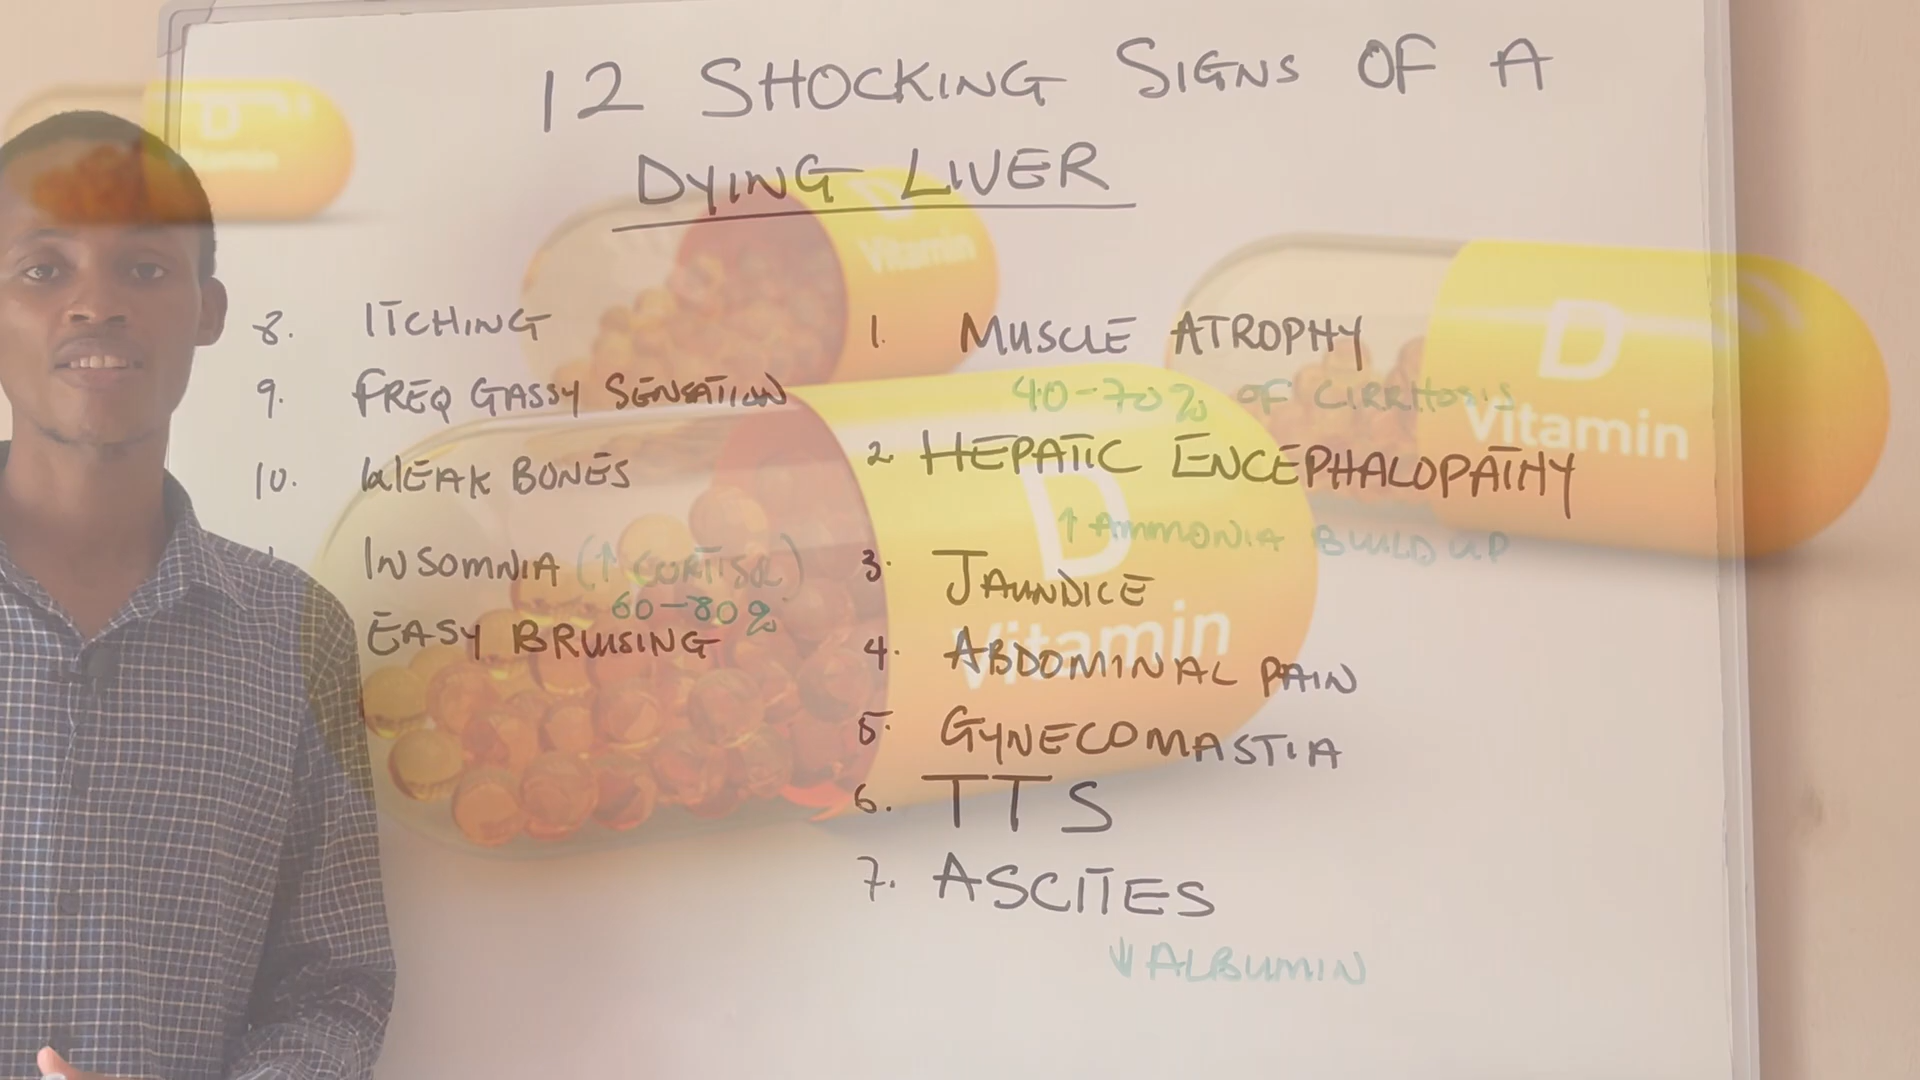 12 SHOCKING SIGNS OF A
DYING LIVER
1. MUSCLE ATROPHY
40-70% OF CIRRHOSIS
2. HEPATIC ENCEPHALOPATHY
↑ AMMONIA BUILD UP
3. JAUNDICE
4. ABDOMINAL PAIN
5. GYNECOMASTIA
6. TTS
7. ASCITES
↓ ALBUMIN
8. ITCHING
9. FREQ GASSY SENSATION
10. WEAK BONES
INSOMNIA (↑ CORTISOL)
60-80%
EASY BRUISING
D
Vitamin
D
Vitamin
D
Vitamin
D
Vitamin